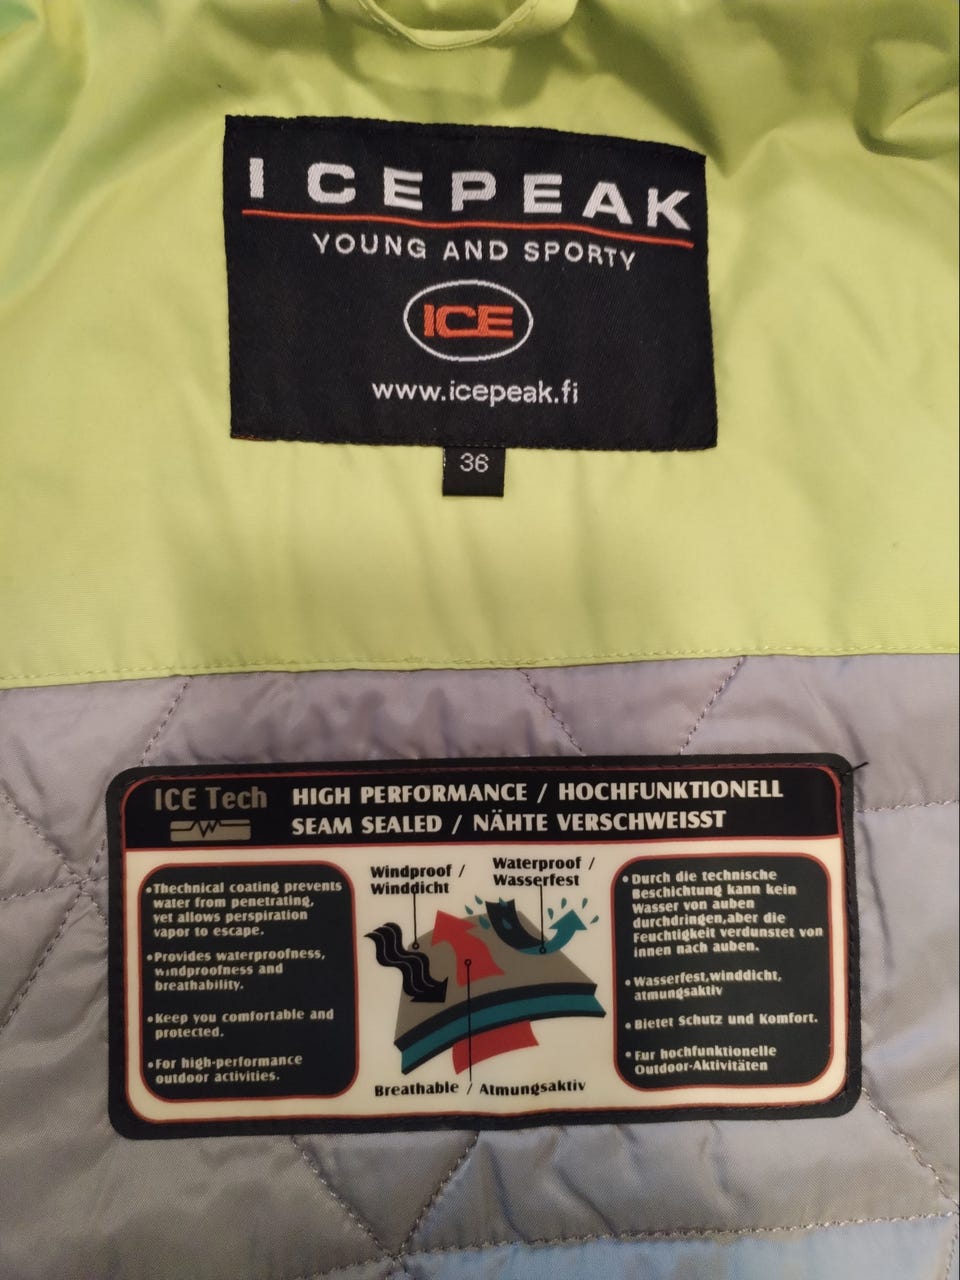 ICEPEAK
YOUNG AND SPORTY
ICE
www.icepeak.fi
36
ICE Tech
HIGH PERFORMANCE / HOCHFUNKTIONELL
SEAM SEALED / NÄHTE VERSCHWEISST
•Thechnical coating prevents
water from penetrating,
yet allows perspiration
vapor to escape.
•Provides waterproofness,
windproofness and
breathability.
•Keep you comfortable and
protected.
•For high-performance
outdoor activities.
Windproof /
Winddicht
Waterproof /
Wasserfest
Breathable / Atmungsaktiv
•Durch die technische
Beschichtung kann kein
Wasser von auben
durchdringen,aber die
Feuchtigkeit verdunstet von
innen nach auben.
•Wasserfest,winddicht,
atmungsaktiv
•Bietet Schutz und Komfort.
•Fur hochfunktionelle
Outdoor-Aktivitäten